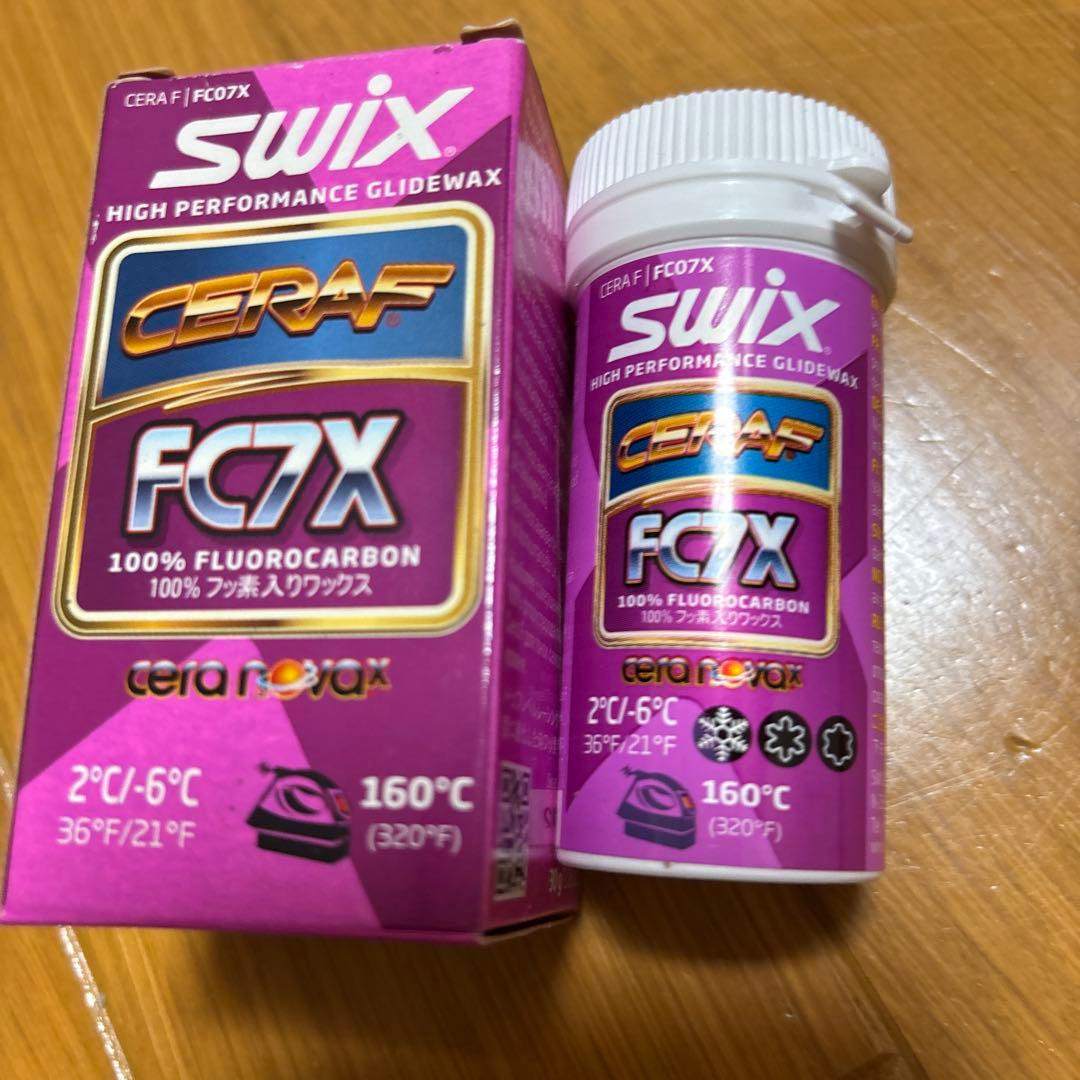 CERA F | FC07X
swix
HIGH PERFORMANCE GLIDEWAX
CERAF
FC7X
100% FLUOROCARBON
100% フッ素入りワックス
cera nova x
2°C/-6°C
36°F/21°F
160°C
(320°F)
CERA F | FC07X
swix
HIGH PERFORMANCE GLIDEWAX
CERAF
FC7X
100% FLUOROCARBON
100% フッ素入りワックス
cera nova x
2°C/-6°C
36°F/21°F
160°C
(320°F)